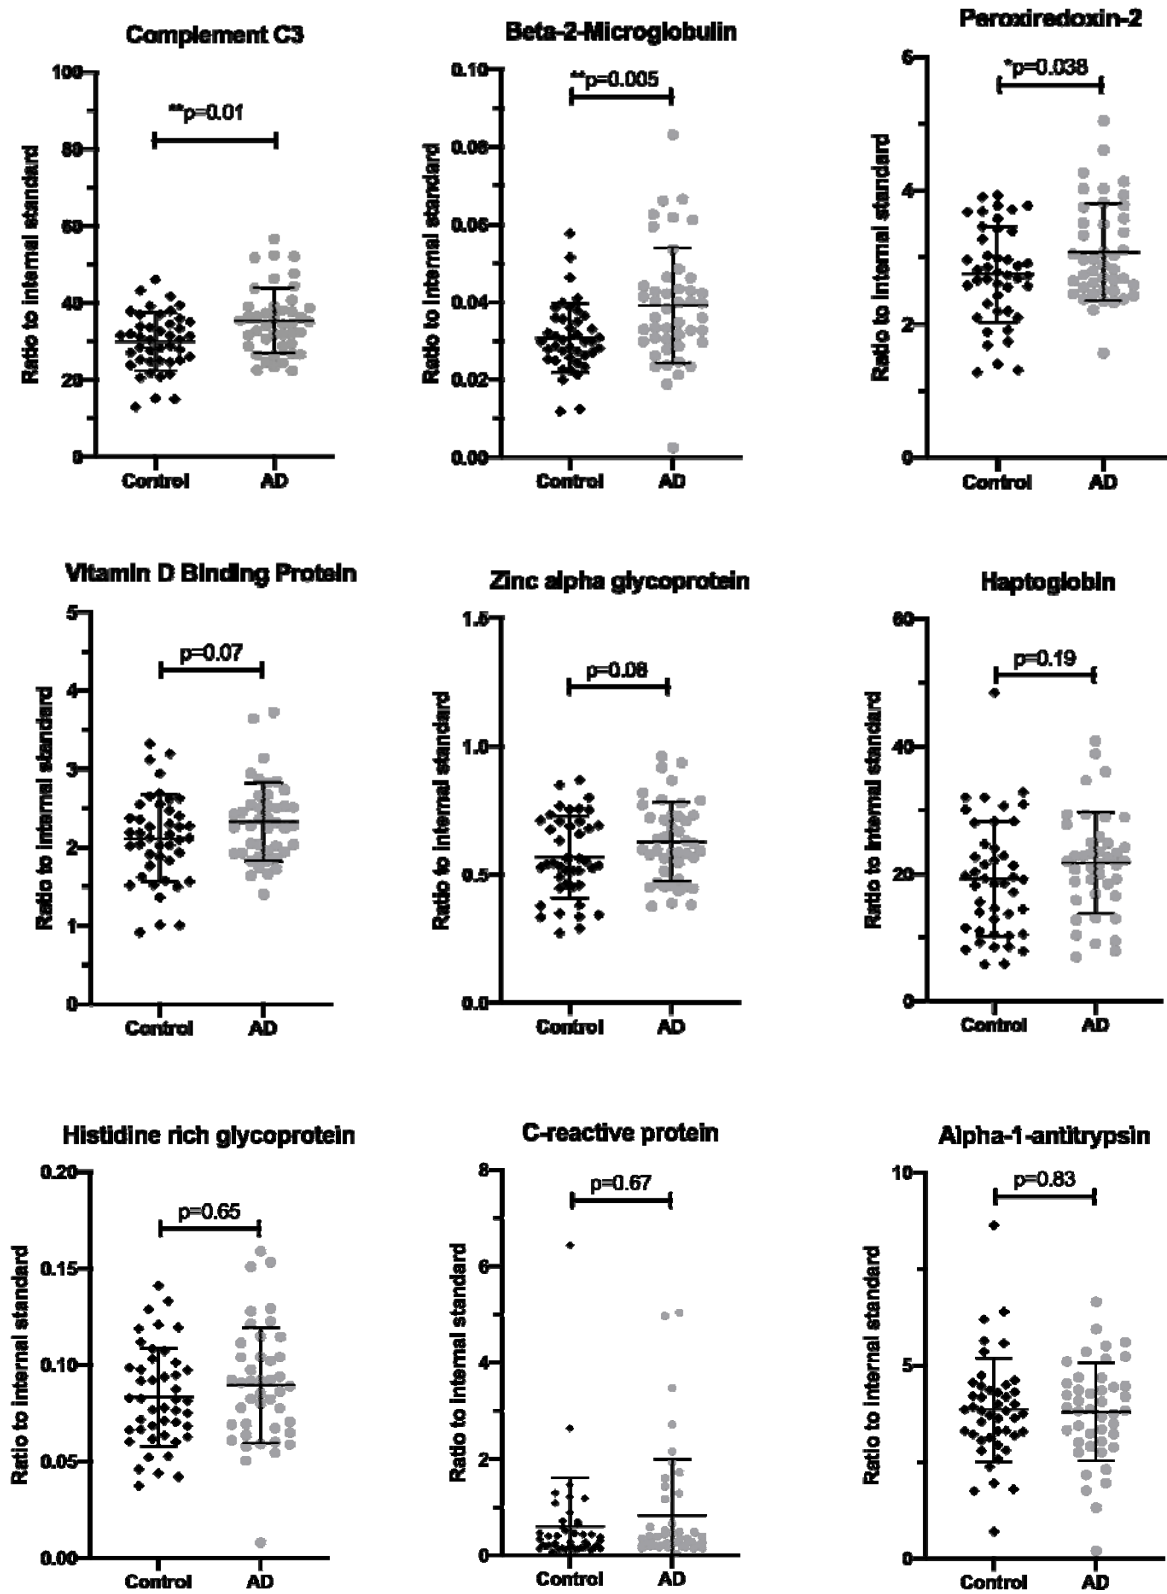 Complement C3
**p=0.01
Ratio to internal standard
100
80
60
40
20
0
Control AD
Beta-2-Microglobulin
**p=0.005
Ratio to internal standard
0.10
0.08
0.06
0.04
0.02
0.00
Control AD
Peroxiredoxin-2
*p=0.038
Ratio to internal standard
6
4
2
0
Control AD
Vitamin D Binding Protein
p=0.07
Ratio to internal standard
5
4
3
2
1
0
Control AD
Zinc alpha glycoprotein
p=0.08
Ratio to internal standard
1.5
1.0
0.5
0.0
Control AD
Haptoglobin
p=0.19
Ratio to internal standard
60
40
20
0
Control AD
Histidine rich glycoprotein
p=0.65
Ratio to internal standard
0.20
0.15
0.10
0.05
0.00
Control AD
C-reactive protein
p=0.67
Ratio to internal standard
8
6
4
2
0
Control AD
Alpha-1-antitrypsin
p=0.83
Ratio to internal standard
10
5
0
Control AD